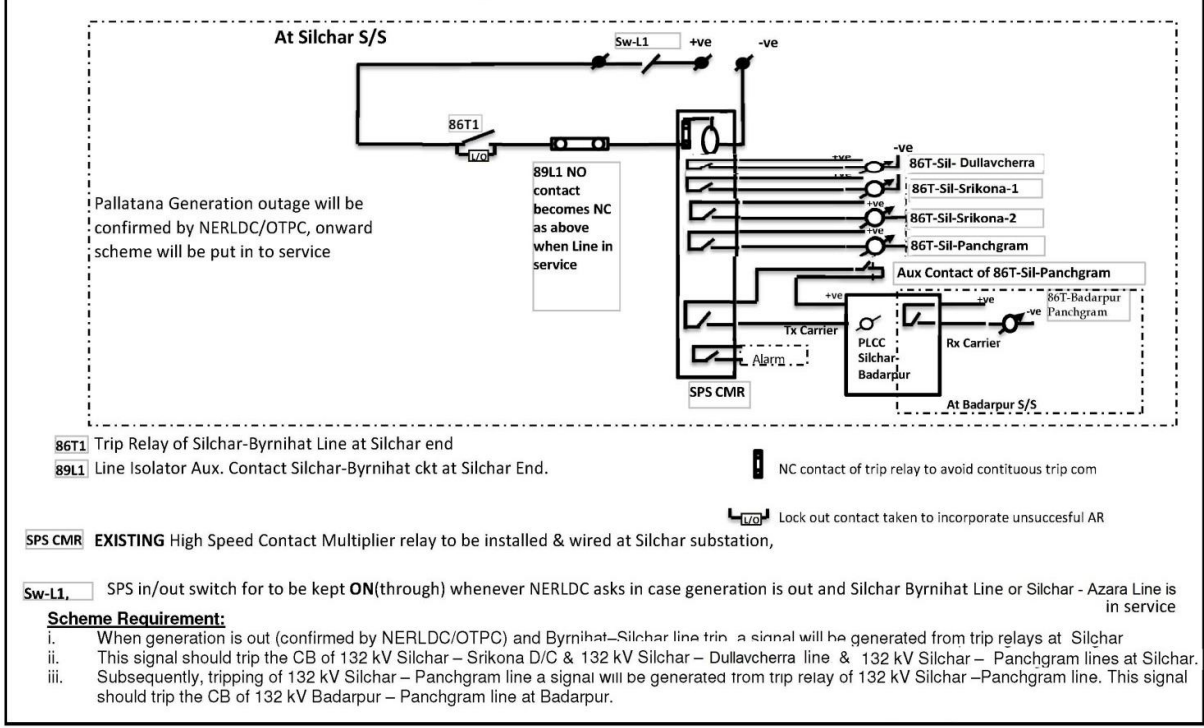 At Silchar S/S
Sw-L1
+ve
-ve
86T1
L/O
89L1 NO
contact
becomes NC
as above
when Line in
service
Pallatana Generation outage will be
confirmed by NERLDC/OTPC, onward
scheme will be put in to service
-ve
+ve
86T-Sil- Dullavcherra
+ve
86T-Sil-Srikona-1
+ve
86T-Sil-Srikona-2
+ve
86T-Sil-Panchgram
Aux Contact of 86T-Sil-Panchgram
+ve
+ve
-ve
86T-Badarpur
Panchgram
Tx Carrier
PLCC
Silchar-
Badarpur
Rx Carrier
Alarm
SPS CMR
At Badarpur S/S
86T1 Trip Relay of Silchar-Byrnihat Line at Silchar end
89L1 Line Isolator Aux. Contact Silchar-Byrnihat ckt at Silchar End.
NC contact of trip relay to avoid contituous trip com
L/O Lock out contact taken to incorporate unsuccesful AR
SPS CMR EXISTING High Speed Contact Multiplier relay to be installed & wired at Silchar substation,
Sw-L1, SPS in/out switch for to be kept ON(through) whenever NERLDC asks in case generation is out and Silchar Byrnihat Line or Silchar - Azara Line is
in service
Scheme Requirement:
i. When generation is out (confirmed by NERLDC/OTPC) and Byrnihat–Silchar line trip, a signal will be generated from trip relays at Silchar
ii. This signal should trip the CB of 132 kV Silchar – Srikona D/C & 132 kV Silchar – Dullavcherra line & 132 kV Silchar – Panchgram lines at Silchar.
iii. Subsequently, tripping of 132 kV Silchar – Panchgram line a signal will be generated from trip relay of 132 kV Silchar –Panchgram line. This signal
should trip the CB of 132 kV Badarpur – Panchgram line at Badarpur.